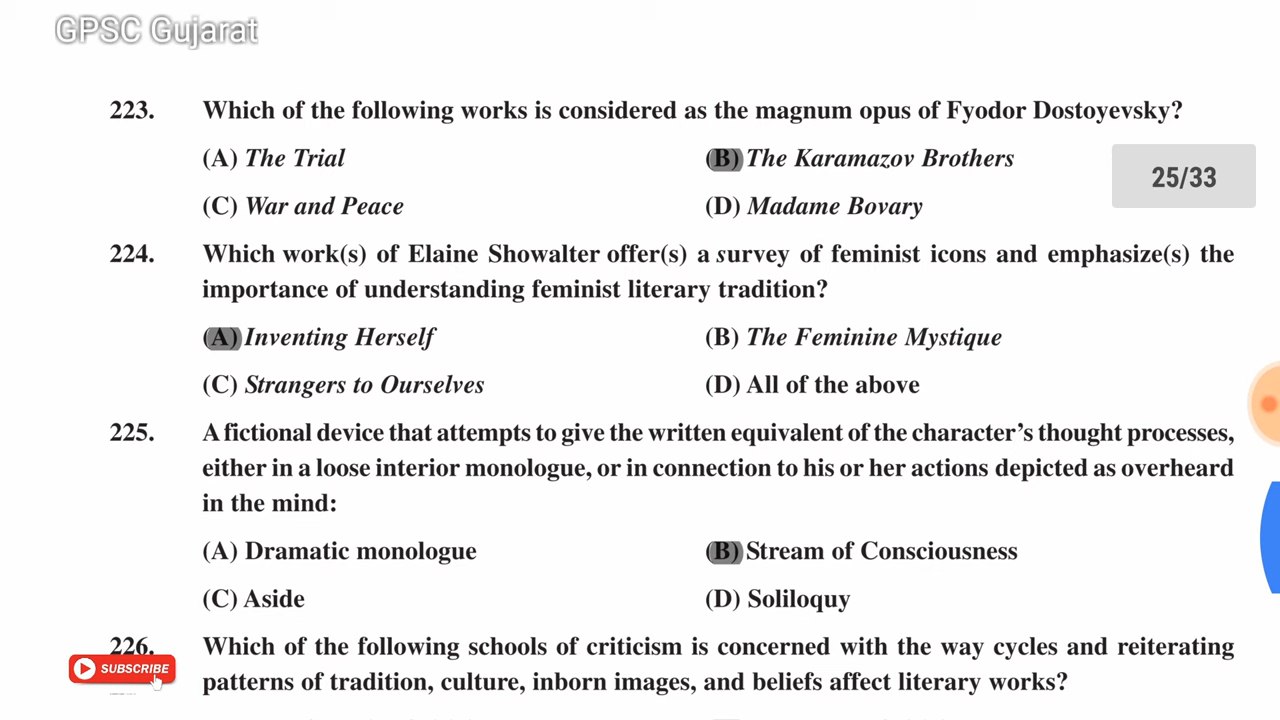 GPSC Gujarat
223. Which of the following works is considered as the magnum opus of Fyodor Dostoyevsky?
(A) The Trial (B) The Karamazov Brothers
25/33
(C) War and Peace (D) Madame Bovary
224. Which work(s) of Elaine Showalter offer(s) a survey of feminist icons and emphasize(s) the
importance of understanding feminist literary tradition?
(A) Inventing Herself (B) The Feminine Mystique
(C) Strangers to Ourselves (D) All of the above
225. A fictional device that attempts to give the written equivalent of the character's thought processes,
either in a loose interior monologue, or in connection to his or her actions depicted as overheard
in the mind:
(A) Dramatic monologue (B) Stream of Consciousness
(C) Aside (D) Soliloquy
226. Which of the following schools of criticism is concerned with the way cycles and reiterating
SUBSCRIBE
patterns of tradition, culture, inborn images, and beliefs affect literary works?